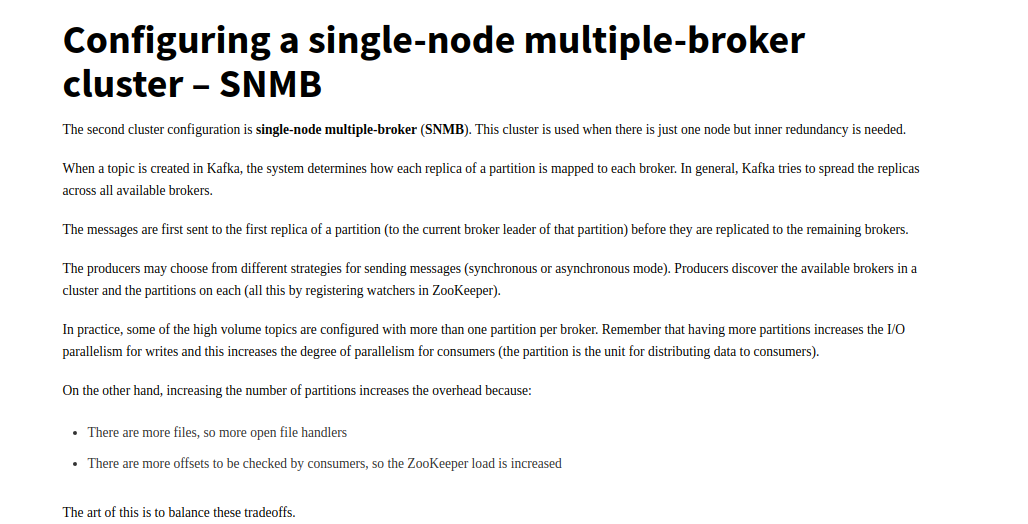 Configuring a single-node multiple-broker
cluster – SNMB
The second cluster configuration is single-node multiple-broker (SNMB). This cluster is used when there is just one node but inner redundancy is needed.
When a topic is created in Kafka, the system determines how each replica of a partition is mapped to each broker. In general, Kafka tries to spread the replicas
across all available brokers.
The messages are first sent to the first replica of a partition (to the current broker leader of that partition) before they are replicated to the remaining brokers.
The producers may choose from different strategies for sending messages (synchronous or asynchronous mode). Producers discover the available brokers in a
cluster and the partitions on each (all this by registering watchers in ZooKeeper).
In practice, some of the high volume topics are configured with more than one partition per broker. Remember that having more partitions increases the I/O
parallelism for writes and this increases the degree of parallelism for consumers (the partition is the unit for distributing data to consumers).
On the other hand, increasing the number of partitions increases the overhead because:
• There are more files, so more open file handlers
• There are more offsets to be checked by consumers, so the ZooKeeper load is increased
The art of this is to balance these tradeoffs.